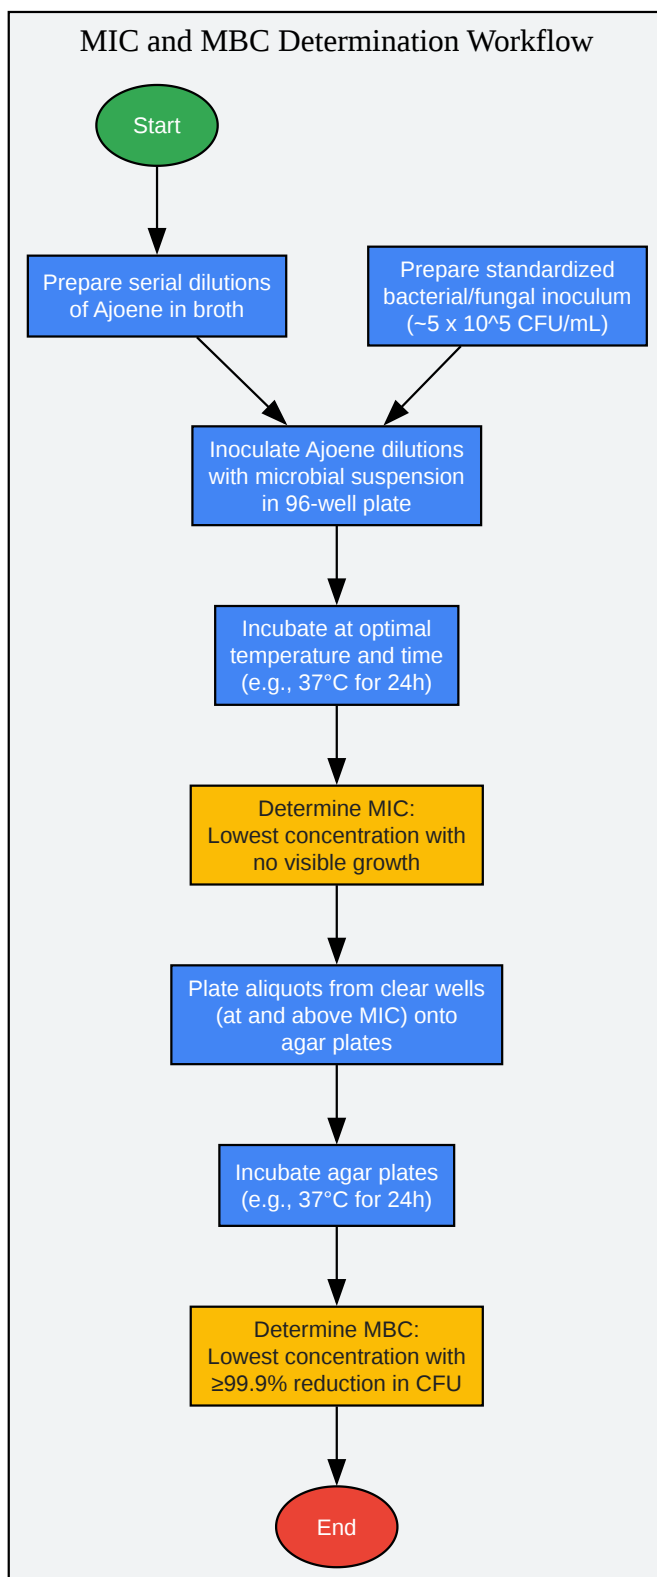 MIC and MBC Determination Workflow
Start
Prepare serial dilutions
of Ajoene in broth
Prepare standardized
bacterial/fungal inoculum
(~5 x 10^5 CFU/mL)
Inoculate Ajoene dilutions
with microbial suspension
in 96-well plate
Incubate at optimal
temperature and time
(e.g., 37°C for 24h)
Determine MIC:
Lowest concentration with
no visible growth
Plate aliquots from clear wells
(at and above MIC) onto
agar plates
Incubate agar plates
(e.g., 37°C for 24h)
Determine MBC:
Lowest concentration with
≥99.9% reduction in CFU
End